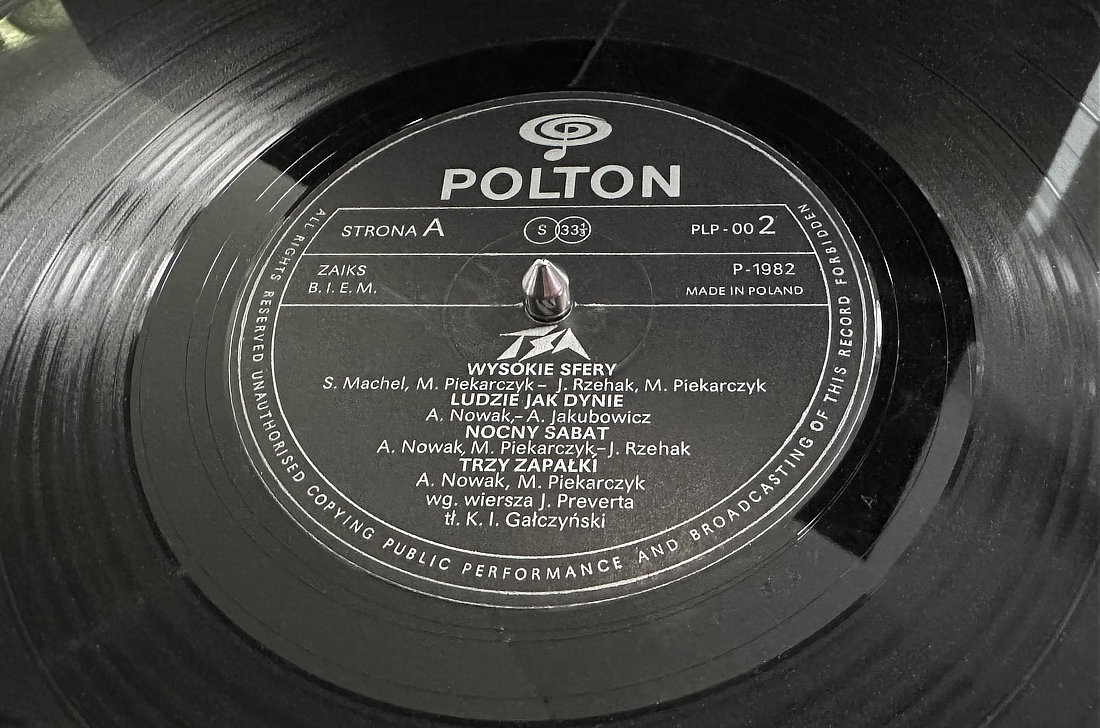 POLTON
STRONA A
S 33⅓
PLP-00 2
ZAIKS
B.I.E.M.
P-1982
MADE IN POLAND
TSA
WYSOKIE SFERY
S. Machel, M. Piekarczyk – J. Rzehak, M. Piekarczyk
LUDZIE JAK DYNIE
A. Nowak,– A. Jakubowicz
NOCNY SABAT
A. Nowak, M. Piekarczyk – J. Rzehak
TRZY ZAPAŁKI
A. Nowak, M. Piekarczyk
wg. wiersza J. Preverta
tł. K. I. Gałczyński
ALL RIGHTS RESERVED UNAUTHORISED COPYING PUBLIC PERFORMANCE AND BROADCASTING OF THIS RECORD FORBIDDEN